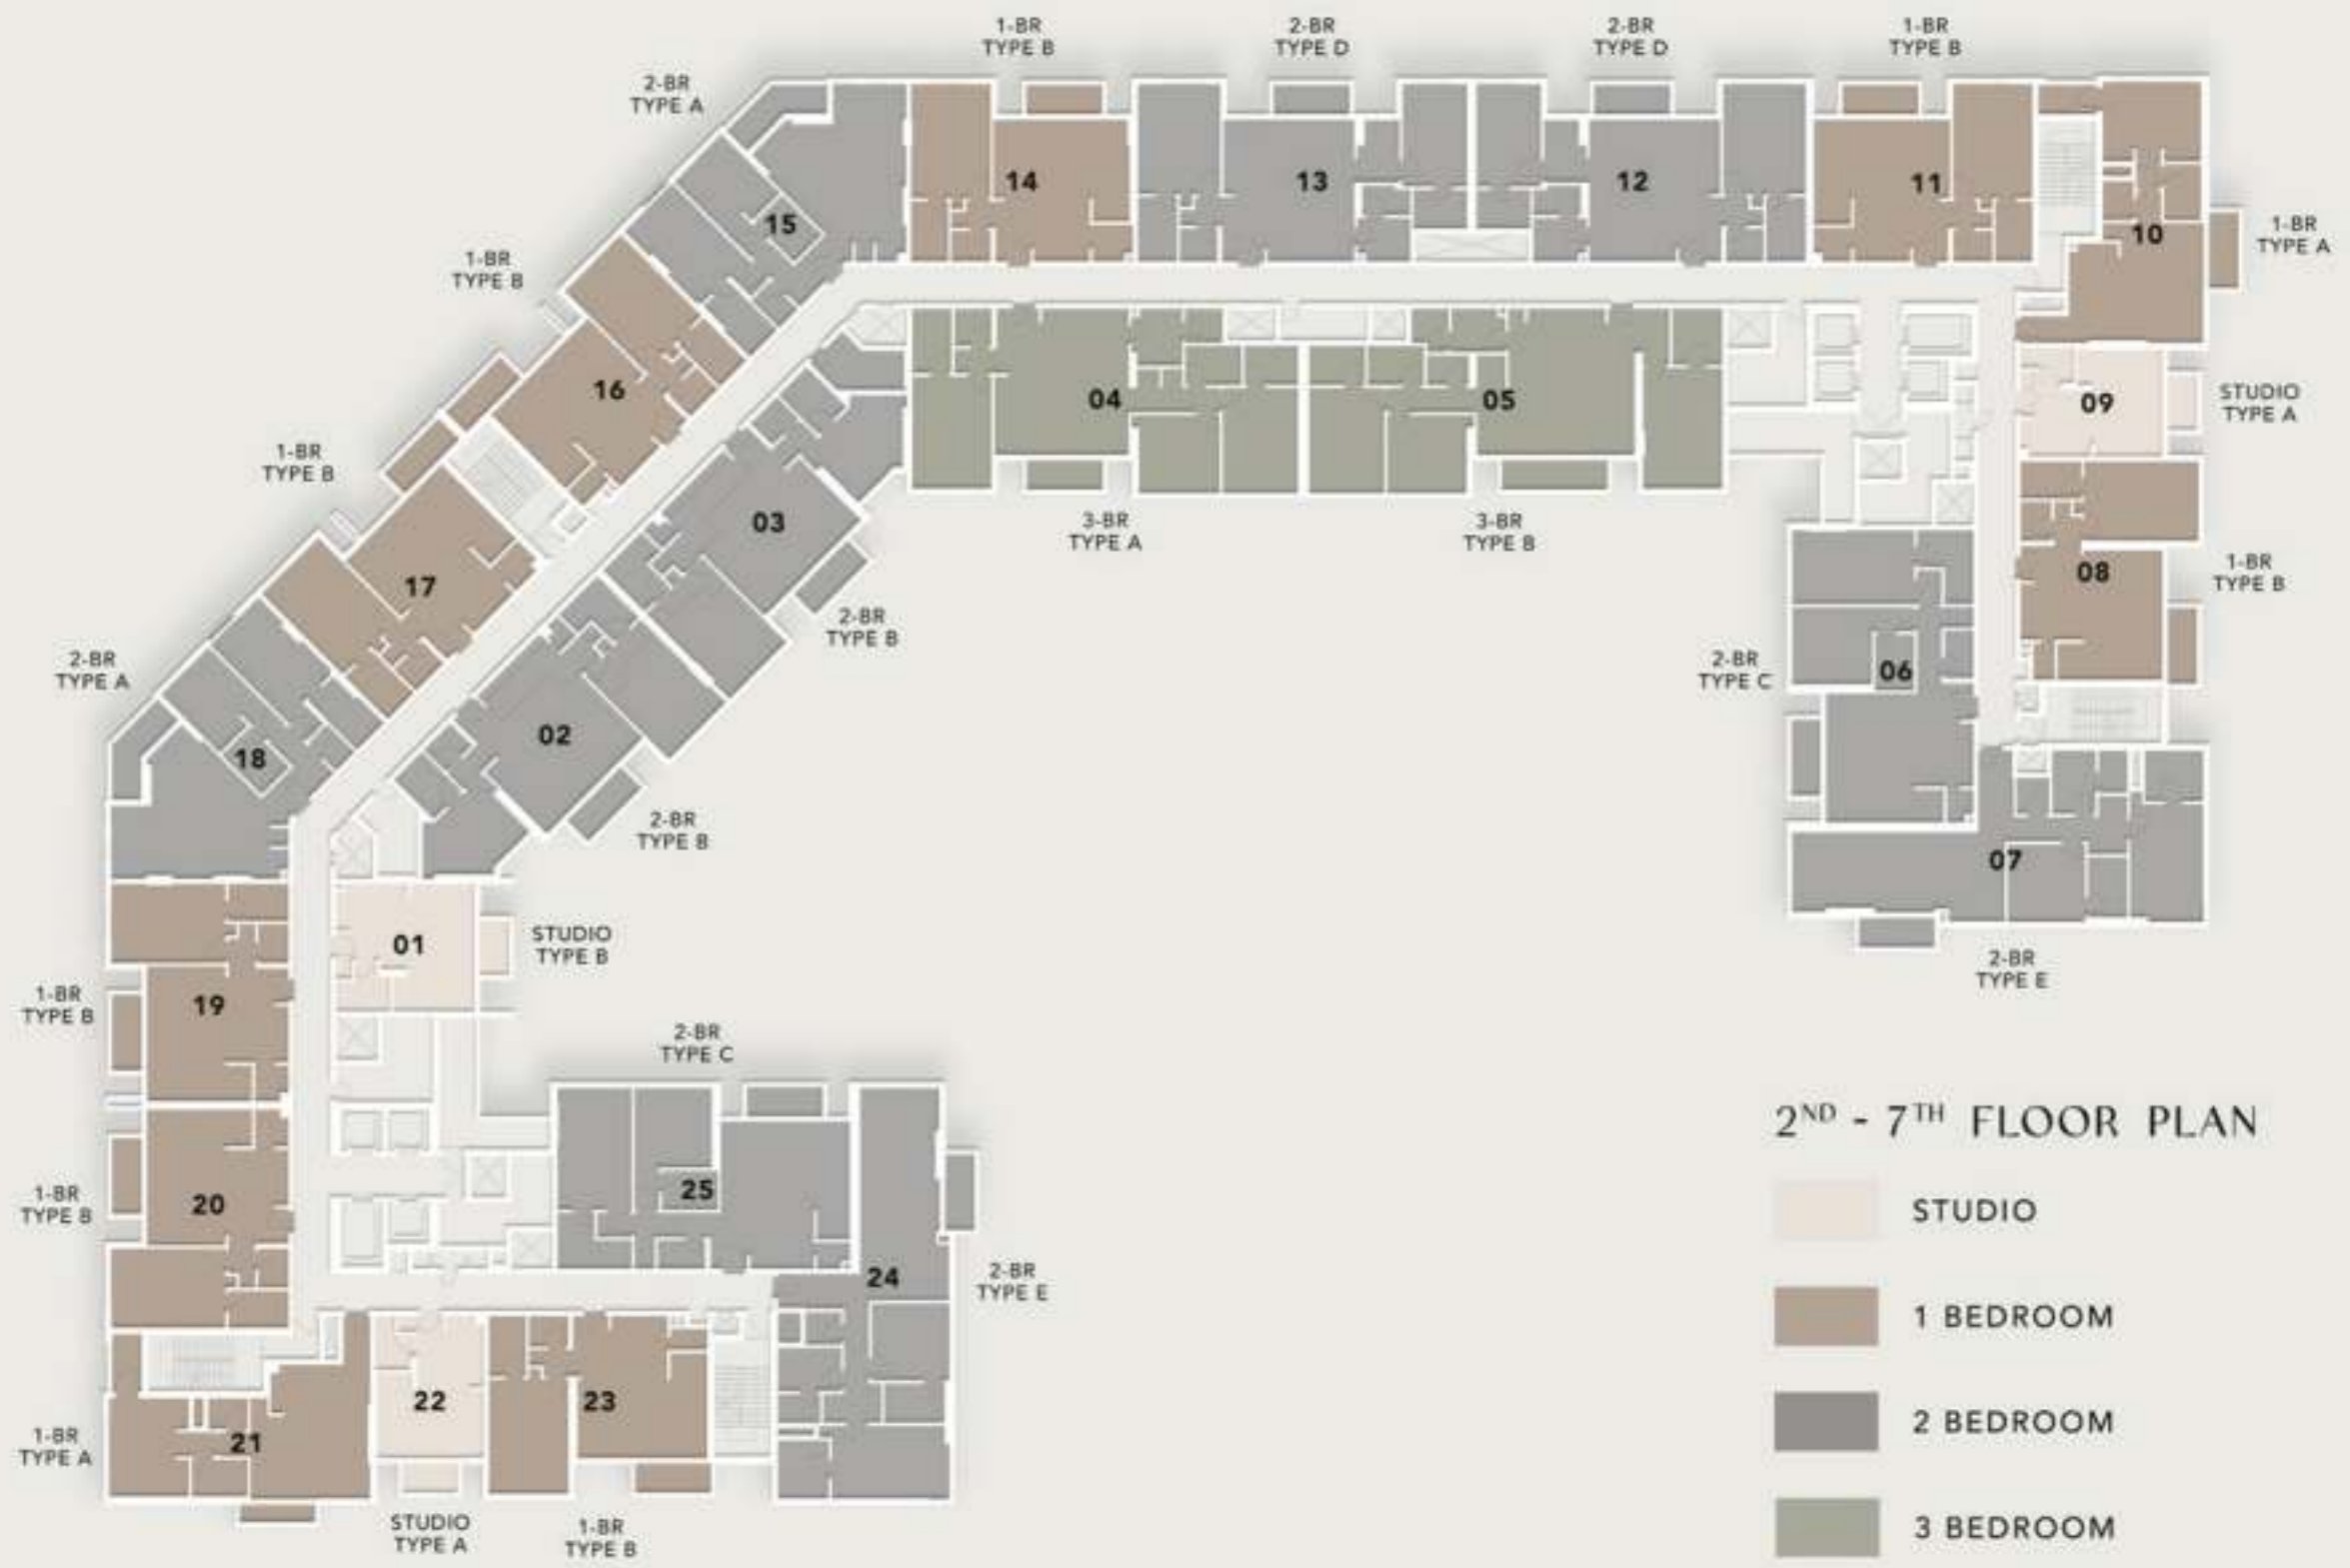 1-BR
TYPE B
2-BR
TYPE D
2-BR
TYPE D
1-BR
TYPE B
2-BR
TYPE A
14
13
12
11
10
1-BR
TYPE A
15
1-BR
TYPE B
16
04
05
09
STUDIO
TYPE A
1-BR
TYPE B
03
3-BR
TYPE A
3-BR
TYPE B
08
1-BR
TYPE B
17
2-BR
TYPE B
2-BR
TYPE A
2-BR
TYPE C
06
02
18
2-BR
TYPE B
07
01
STUDIO
TYPE B
2-BR
TYPE E
1-BR
TYPE B
19
2-BR
TYPE C
2ND - 7TH FLOOR PLAN
1-BR
TYPE B
20
25
STUDIO
24
2-BR
TYPE E
1 BEDROOM
22
23
2 BEDROOM
1-BR
TYPE A
21
STUDIO
TYPE A
1-BR
TYPE B
3 BEDROOM